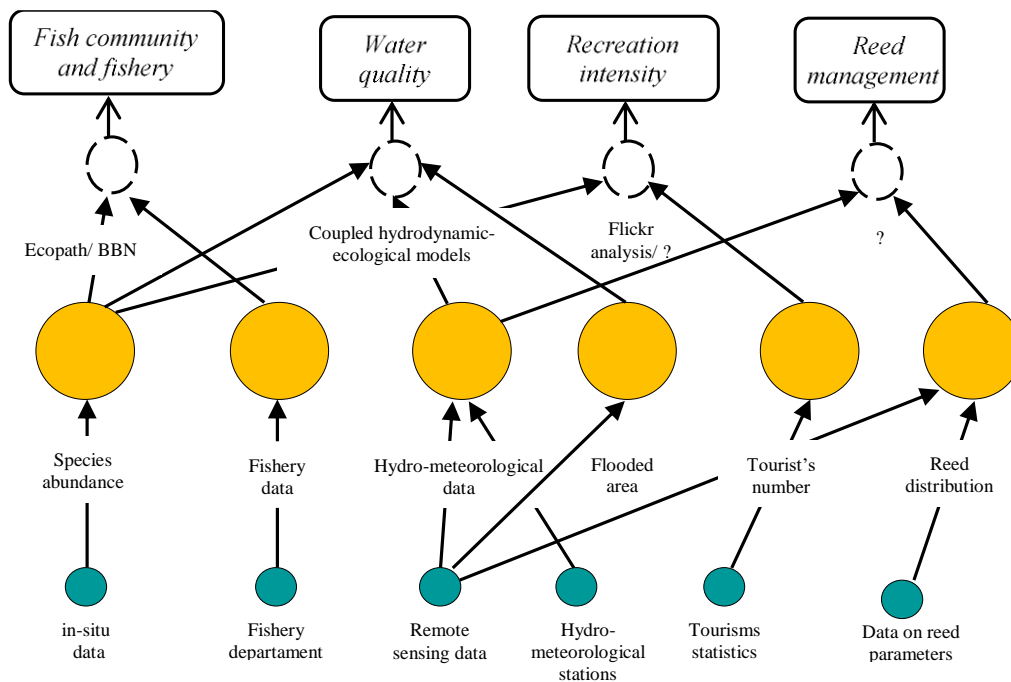 Fish community
and fishery
Water
quality
Recreation
intensity
Reed
management
Ecopath/ BBN
Coupled hydrodynamic-
ecological models
Flickr
analysis/ ?
?
Species
abundance
Fishery
data
Hydro-meteorological
data
Flooded
area
Tourist's
number
Reed
distribution
in-situ
data
Fishery
departament
Remote
sensing data
Hydro-
meteorological
stations
Tourisms
statistics
Data on reed
parameters